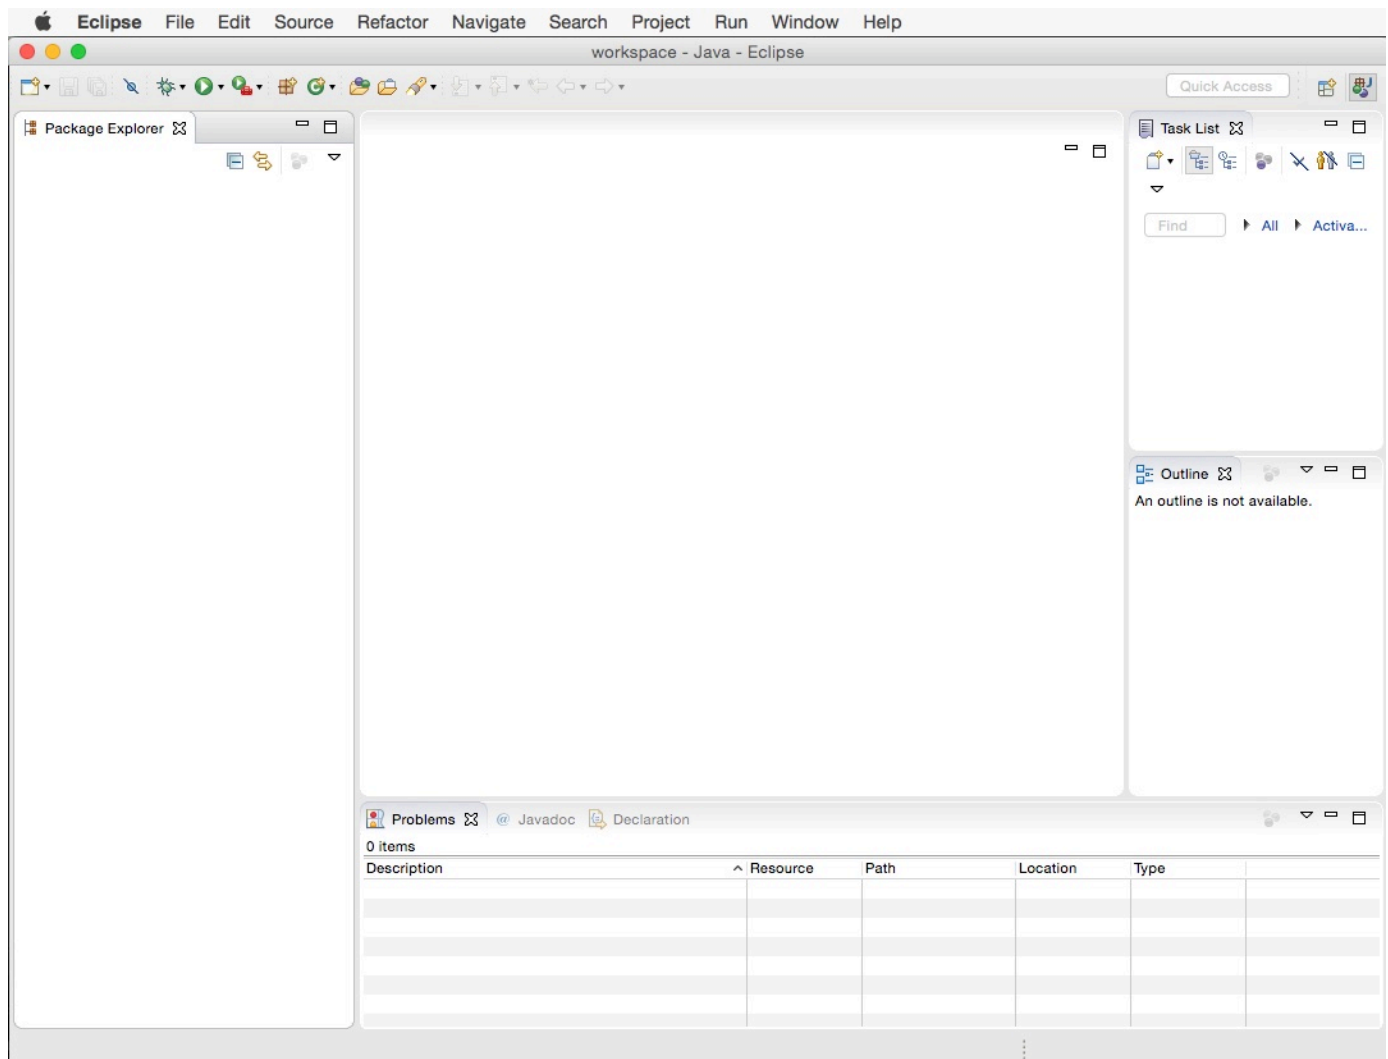 Eclipse File Edit Source Refactor Navigate Search Project Run Window Help
workspace - Java - Eclipse
Quick Access
Package Explorer
Task List
Find All Activa...
Outline
An outline is not available.
Problems @ Javadoc Declaration
0 items
Description Resource Path Location Type